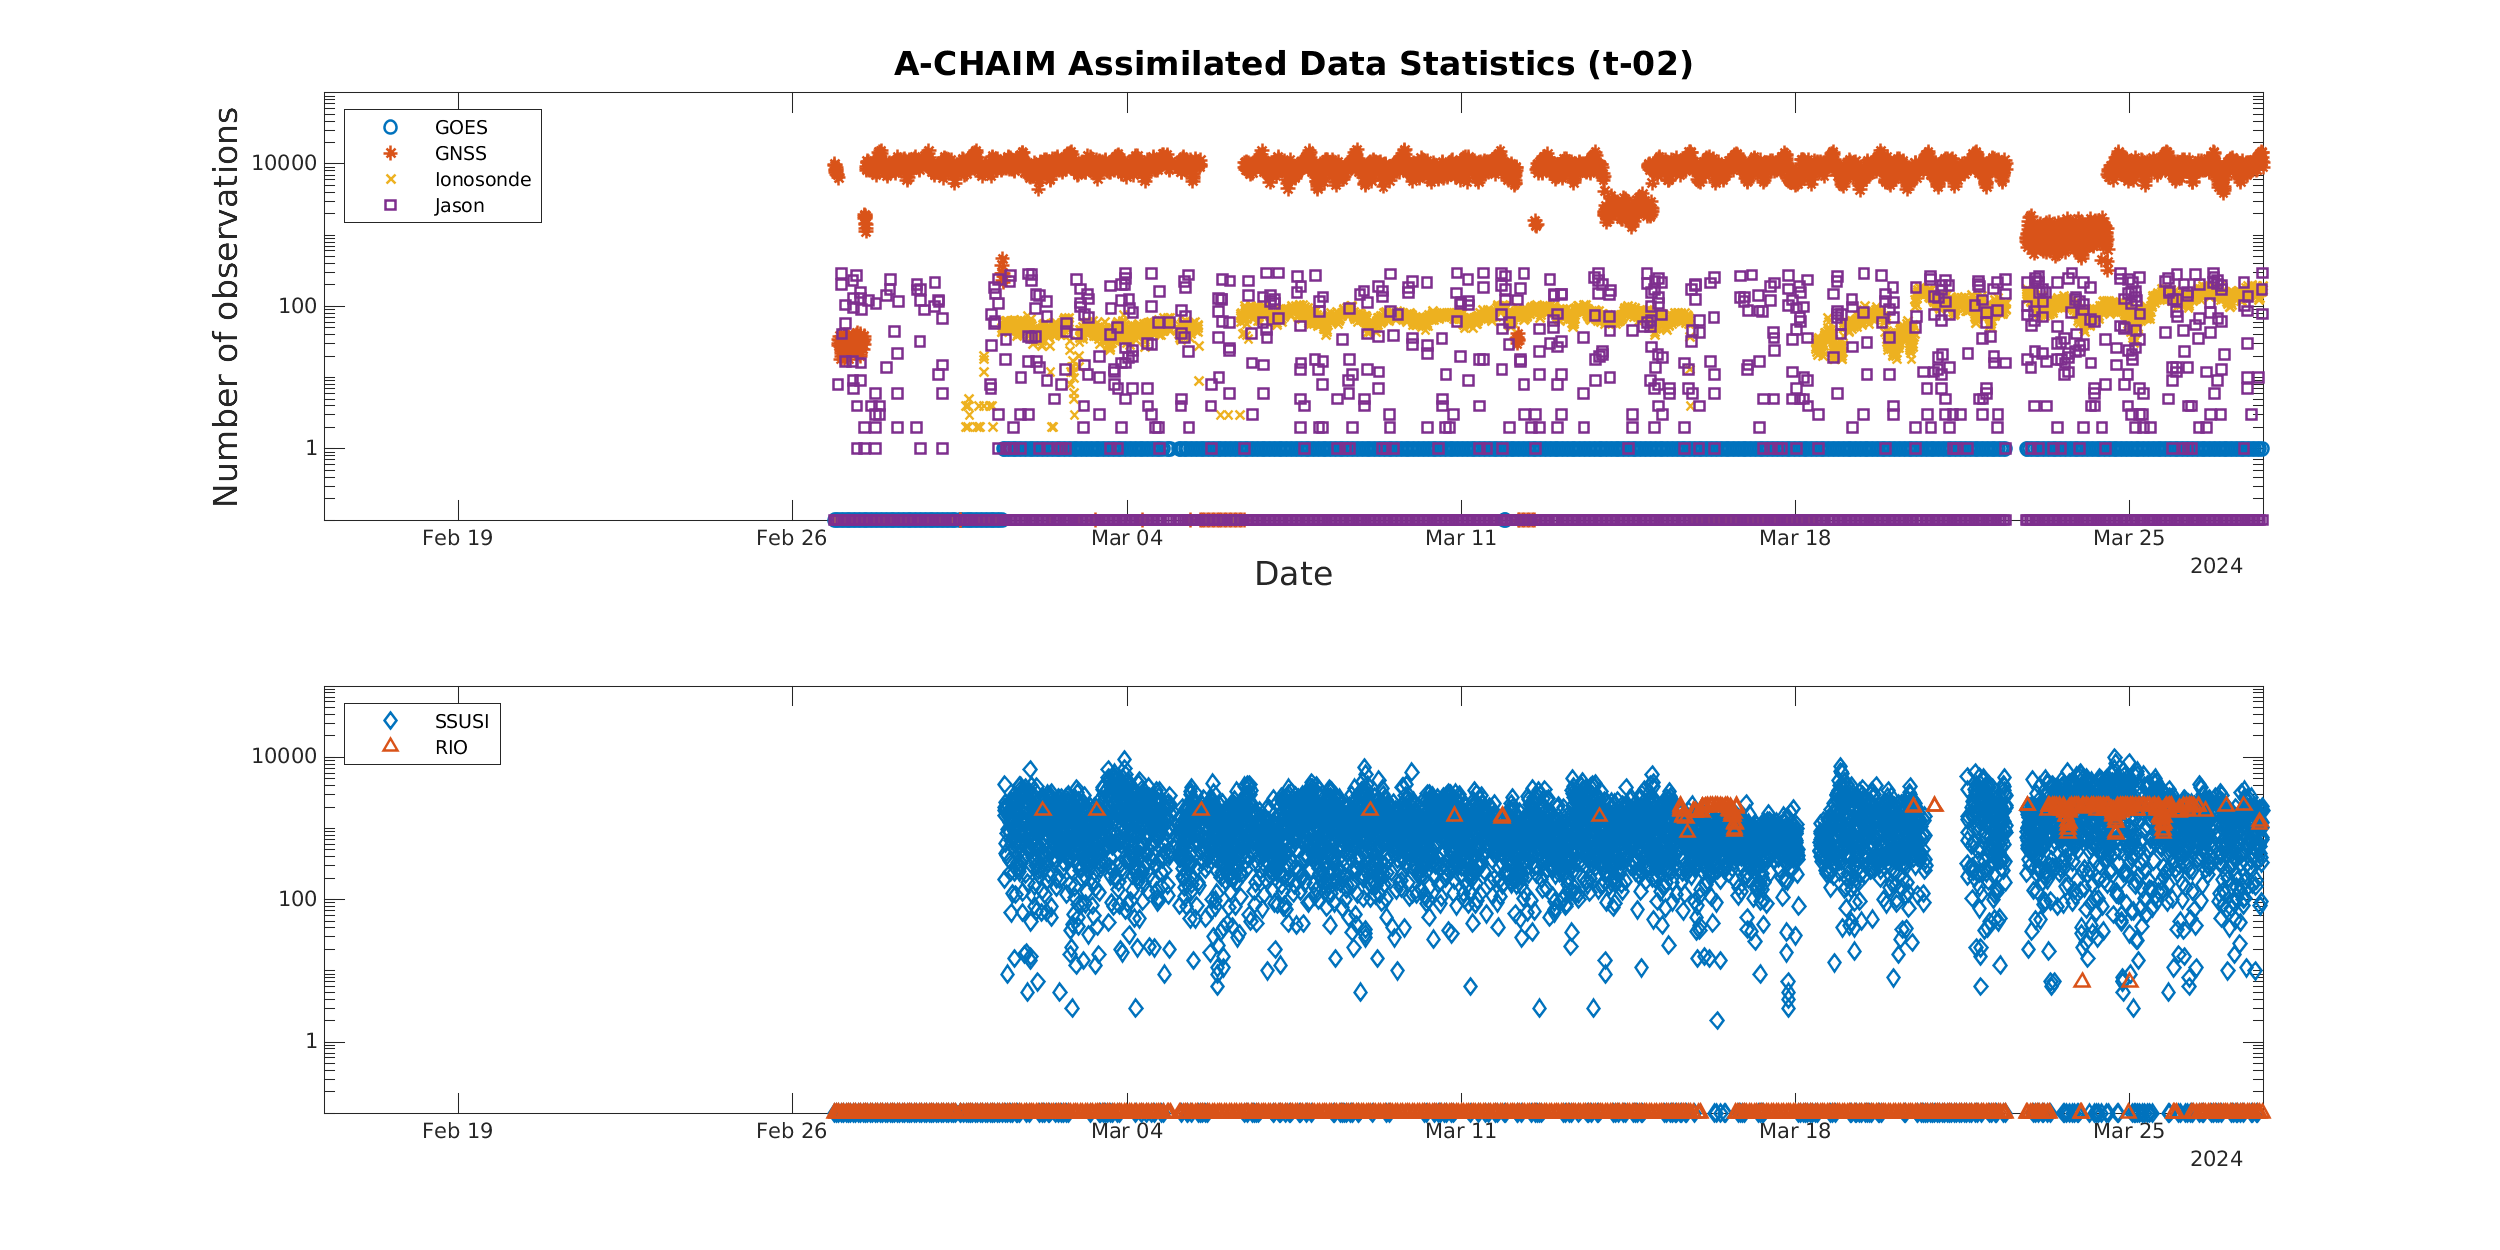 A-CHAIM Assimilated Data Statistics (t-02)
Number of observations
10000
100
1
GOES
GNSS
Ionosonde
Jason
Feb 19
Feb 26
Mar 04
Mar 11
Mar 18
Mar 25
2024
Date
10000
100
1
SSUSI
RIO
Feb 19
Feb 26
Mar 04
Mar 11
Mar 18
Mar 25
2024